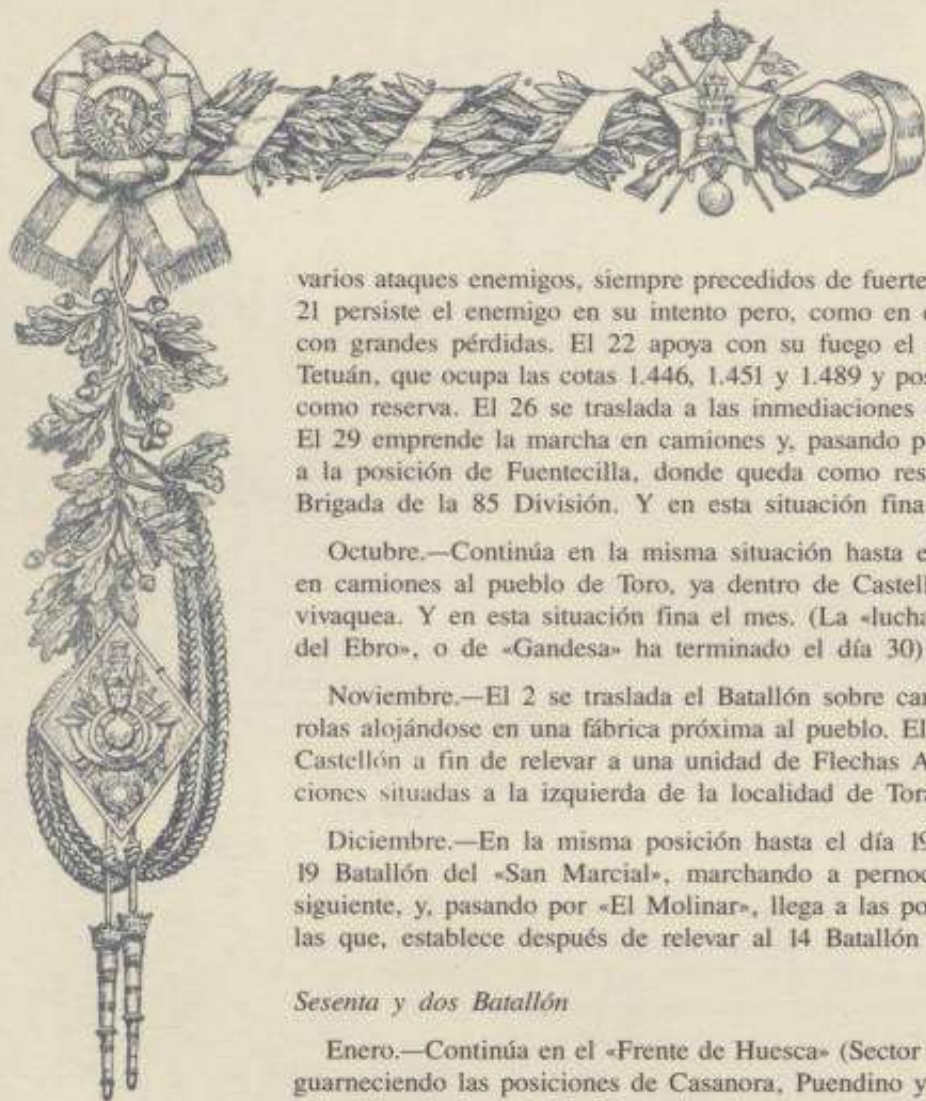 varios ataques enemigos, siempre precedidos de fuerte
21 persiste el enemigo en su intento pero, como en
con grandes pérdidas. El 22 apoya con su fuego el
Tetuán, que ocupa las cotas 1.446, 1.451 y 1.489 y pos
como reserva. El 26 se traslada a las inmediaciones
El 29 emprende la marcha en camiones y, pasando p
a la posición de Fuentecilla, donde queda como res
Brigada de la 85 División. Y en esta situación fina
Octubre.—Continúa en la misma situación hasta e
en camiones al pueblo de Toro, ya dentro de Castell
vivaquea. Y en esta situación fina el mes. (La «lucha
del Ebro», o de «Gandesa» ha terminado el día 30)
Noviembre.—El 2 se traslada el Batallón sobre car
rolas alojándose en una fábrica próxima al pueblo. El
Castellón a fin de relevar a una unidad de Flechas A
ciones situadas a la izquierda de la localidad de Tor
Diciembre.—En la misma posición hasta el día 19
19 Batallón del «San Marcial», marchando a pernoc
siguiente, y, pasando por «El Molinar», llega a las po
las que, establece después de relevar al 14 Batallón
Sesenta y dos Batallón
Enero.—Continúa en el «Frente de Huesca» (Sector
guarneciendo las posiciones de Casanora, Puendino y